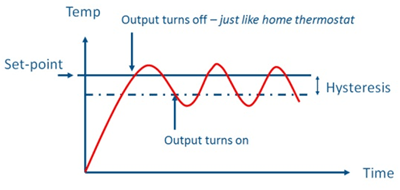 Temp
Output turns off – just like home thermostat
Set-point
Hysteresis
Output turns on
Time